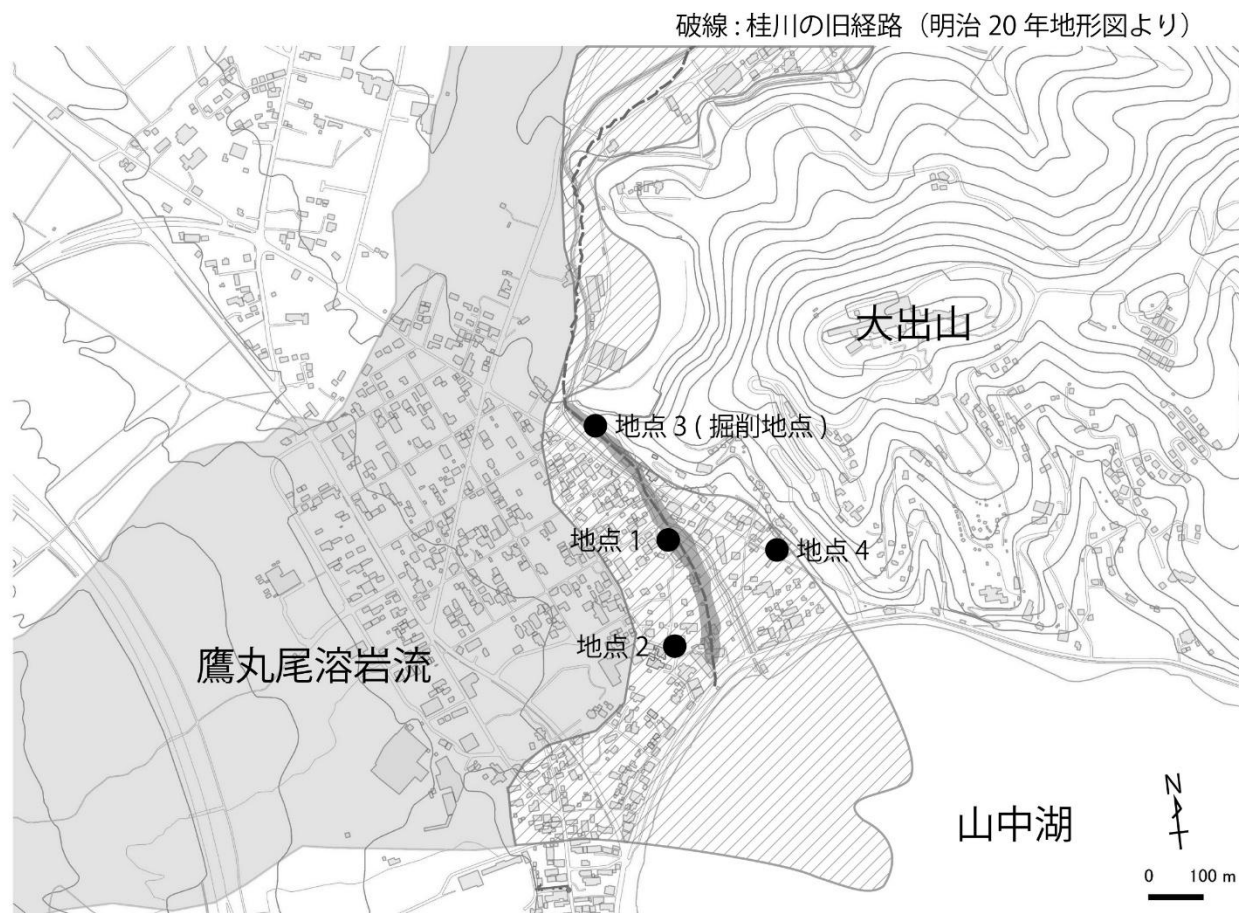 破線 : 桂川の旧経路（明治 20 年地形図より）
大出山
地点 3 ( 掘削地点 )
地点 1
地点 4
地点 2
鷹丸尾溶岩流
山中湖
N
0 100 m